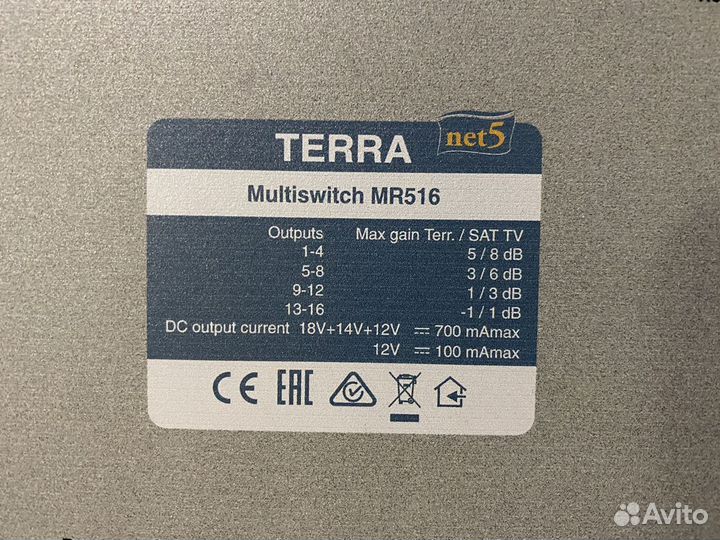 TERRA
net5
Multiswitch MR516
Outputs Max gain Terr. / SAT TV
1-4 5 / 8 dB
5-8 3 / 6 dB
9-12 1 / 3 dB
13-16 -1 / 1 dB
DC output current 18V+14V+12V ⎓ 700 mAmax
12V ⎓ 100 mAmax
CE EAC
Avito